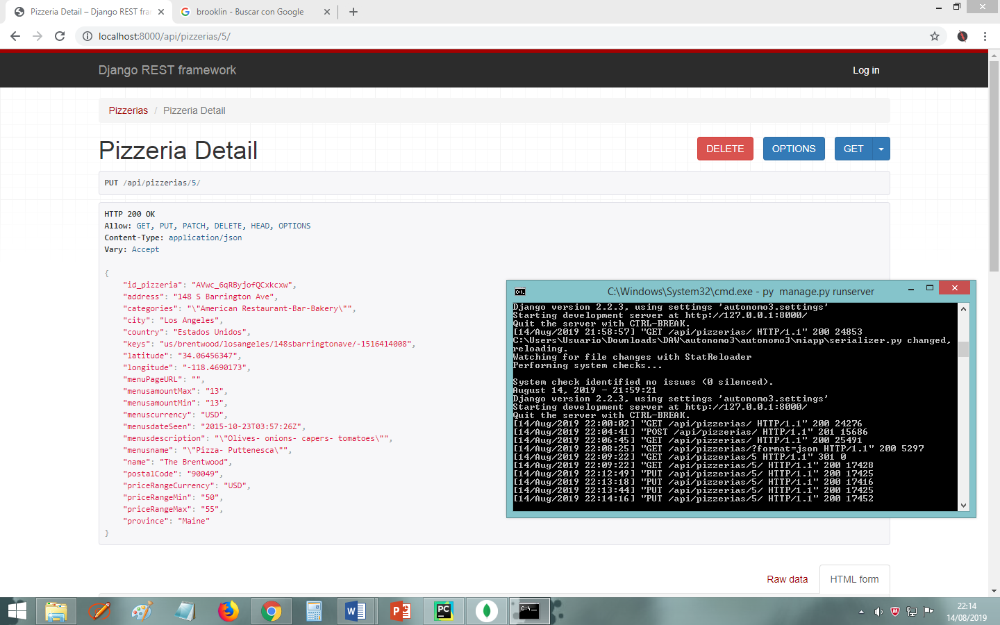 Pizzeria Detail – Django REST fra
brooklin - Buscar con Google
localhost:8000/api/pizzerias/5/
Django REST framework
Log in
Pizzerias / Pizzeria Detail
Pizzeria Detail
DELETE
OPTIONS
GET
PUT /api/pizzerias/5/
HTTP 200 OK
Allow: GET, PUT, PATCH, DELETE, HEAD, OPTIONS
Content-Type: application/json
Vary: Accept
{
"id_pizzeria": "AVwc_6qRByjofQCxkcxw",
"address": "148 S Barrington Ave",
"categories": "\"American Restaurant-Bar-Bakery\"",
"city": "Los Angeles",
"country": "Estados Unidos",
"keys": "us/brentwood/losangeles/148sbarringtonave/-1516414008",
"latitude": "34.06456347",
"longitude": "-118.4690173",
"menuPageURL": "",
"menusamountMax": "13",
"menusamountMin": "13",
"menuscurrency": "USD",
"menusdateSeen": "2015-10-23T03:57:26Z",
"menusdescription": "\"Olives- onions- capers- tomatoes\"",
"menusname": "\"Pizza- Puttenesca\"",
"name": "The Brentwood",
"postalCode": "90049",
"priceRangeCurrency": "USD",
"priceRangeMin": "50",
"priceRangeMax": "55",
"province": "Maine"
}
C:\Windows\System32\cmd.exe - py  manage.py runserver
Django version 2.2.3, using settings 'autonomo3.settings'
Starting development server at http://127.0.0.1:8000/
Quit the server with CTRL-BREAK.
[14/Aug/2019 21:58:57] "GET /api/pizzerias/ HTTP/1.1" 200 24853
C:\Users\Usuario\Downloads\DAW\autonomo3\autonomo3\miapp\serializer.py changed,
reloading.
Watching for file changes with StatReloader
Performing system checks...
System check identified no issues (0 silenced).
August 14, 2019 - 21:59:21
Django version 2.2.3, using settings 'autonomo3.settings'
Starting development server at http://127.0.0.1:8000/
Quit the server with CTRL-BREAK.
[14/Aug/2019 22:00:02] "GET /api/pizzerias/ HTTP/1.1" 200 24276
[14/Aug/2019 22:04:41] "POST /api/pizzerias/ HTTP/1.1" 201 15686
[14/Aug/2019 22:06:45] "GET /api/pizzerias/ HTTP/1.1" 200 25491
[14/Aug/2019 22:08:25] "GET /api/pizzerias/?format=json HTTP/1.1" 200 5297
[14/Aug/2019 22:09:22] "GET /api/pizzerias/5 HTTP/1.1" 301 0
[14/Aug/2019 22:09:22] "GET /api/pizzerias/5/ HTTP/1.1" 200 17428
[14/Aug/2019 22:12:49] "PUT /api/pizzerias/5/ HTTP/1.1" 200 17425
[14/Aug/2019 22:13:18] "PUT /api/pizzerias/5/ HTTP/1.1" 200 17416
[14/Aug/2019 22:13:44] "PUT /api/pizzerias/5/ HTTP/1.1" 200 17425
[14/Aug/2019 22:14:16] "PUT /api/pizzerias/5/ HTTP/1.1" 200 17452
Raw data
HTML form
22:14
14/08/2019